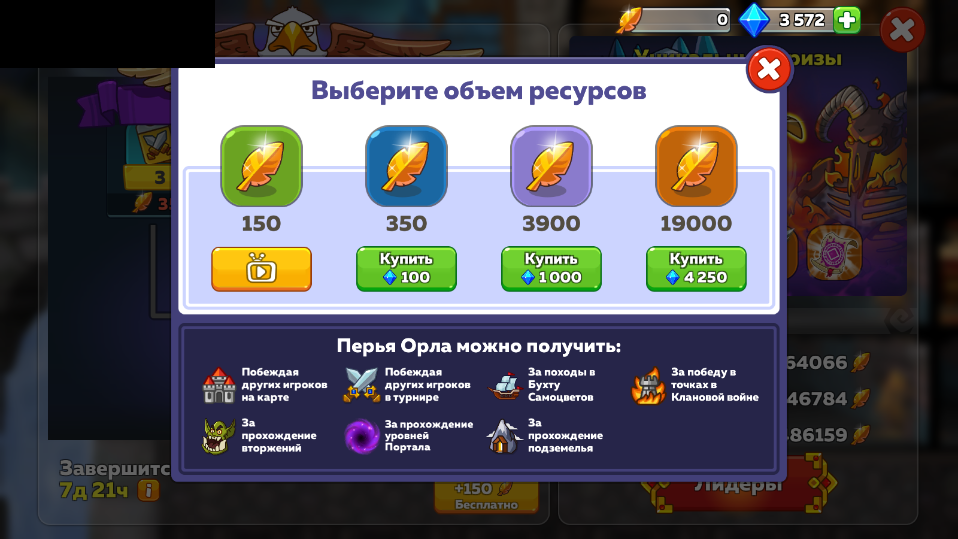 0
3 572
Выберите объем ресурсов
150
350
3900
19000
Купить
100
Купить
1 000
Купить
4 250
Перья Орла можно получить:
Побеждая
других игроков
на карте
Побеждая
других игроков
в турнире
За походы в
Бухту
Самоцветов
За победу в
точках в
Клановой войне
За
прохождение
вторжений
За прохождение
уровней
Портала
За
прохождение
подземелья
64066
46784
86159
7д 21ч
+150
Бесплатно
Лидеры